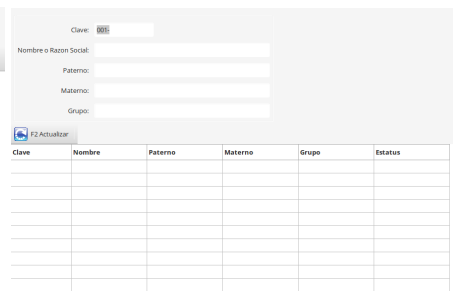 Clave: 001-
Nombre o Razon Social:
Paterno:
Materno:
Grupo:
F2 Actualizar
Clave Nombre Paterno Materno Grupo Estatus